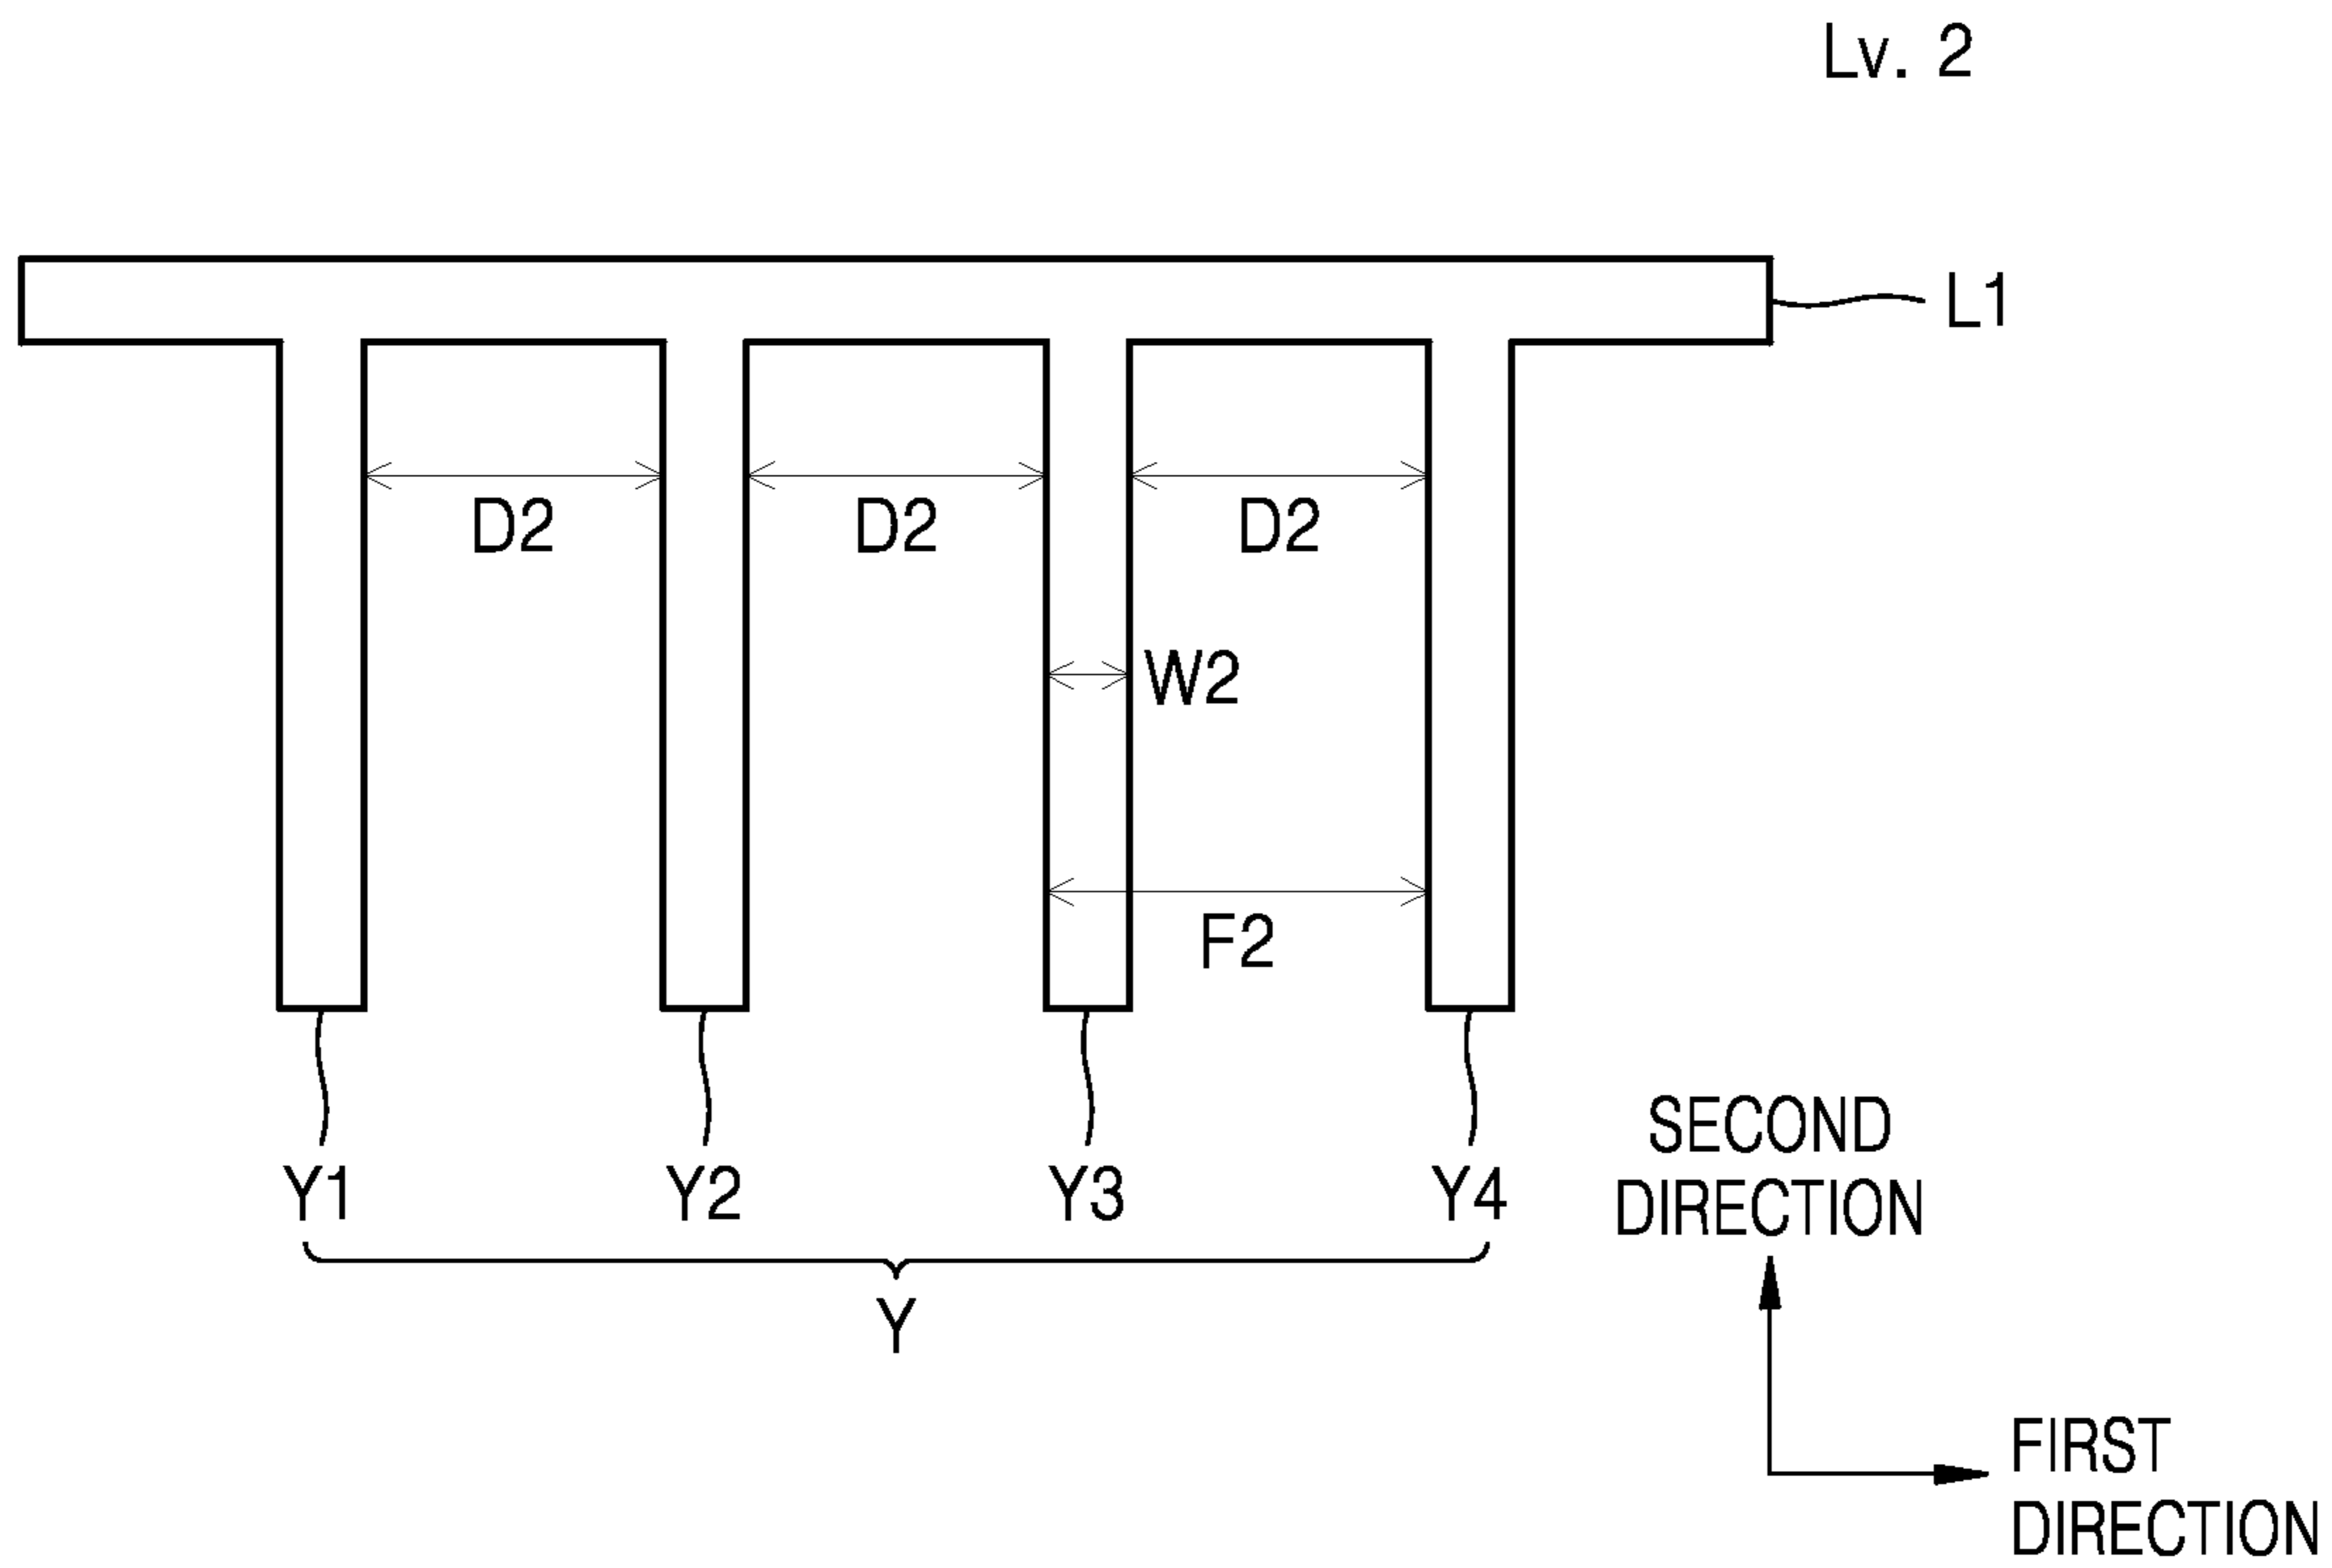 Lv. 2
L1
D2 D2 D2
W2
F2
Y1 Y2 Y3 Y4
Y
SECOND
DIRECTION
FIRST
DIRECTION